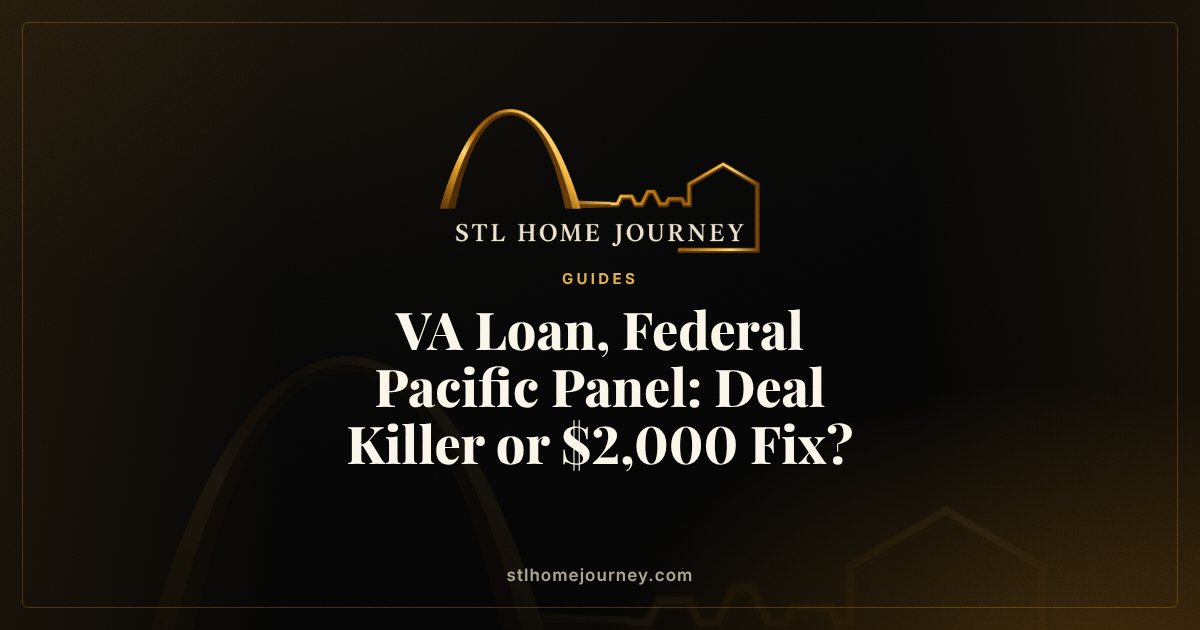 STL HOME JOURNEY
GUIDES
VA Loan, Federal
Pacific Panel: Deal
Killer or $2,000 Fix?
stlhomejourney.com